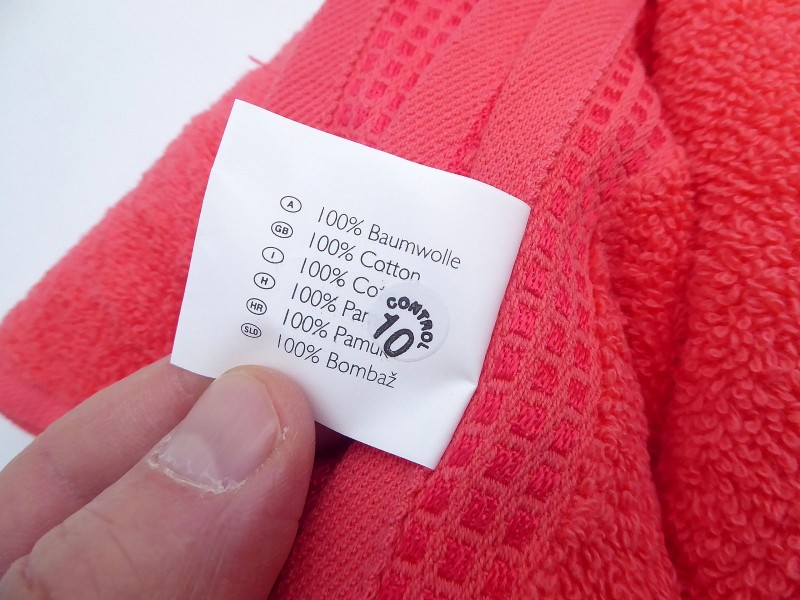 A 100% Baumwolle
GB 100% Cotton
I 100%
H 100%
HR 100%
SLO 100% Bombaž
CONTROL
10